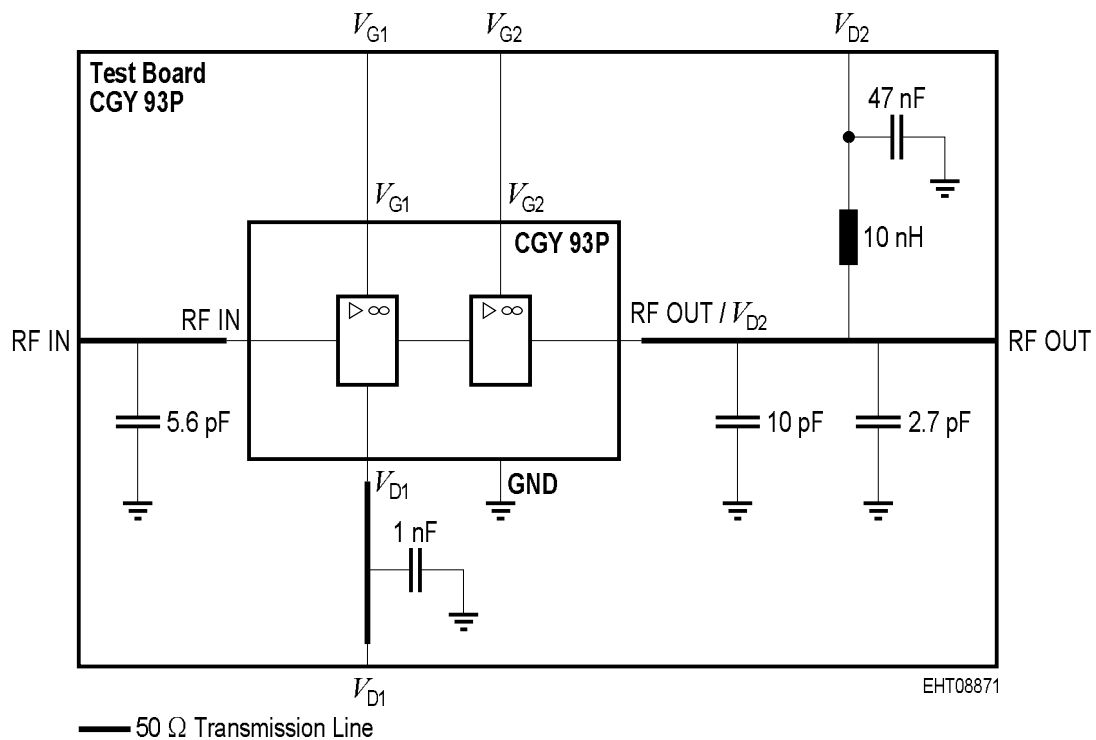 VG1 VG2 VD2
Test Board
CGY 93P
47 nF
VG1 VG2
CGY 93P
10 nH
▷ ∞ ▷ ∞
RF IN RF IN RF OUT / VD2 RF OUT
5.6 pF 10 pF 2.7 pF
VD1 GND
1 nF
VD1
EHT08871
50 Ω Transmission Line